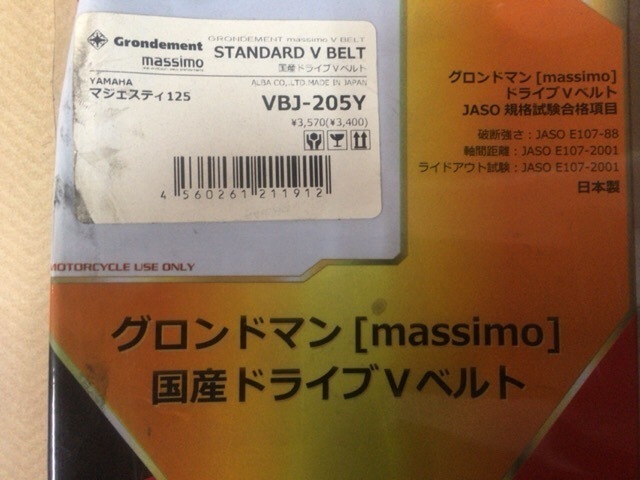 GRONDEMENT massimo V BELT
Grondement
massimo
STANDARD V BELT
国産ドライブVベルト
YAMAHA
マジェスティ125
ALBA CO.,LTD.MADE IN JAPAN
VBJ-205Y
¥3,570(¥3,400)
4 560261 211912
グロンドマン [massimo]
ドライブVベルト
JASO 規格試験合格項目
破断強さ:JASO E107-88
軸間距離:JASO E107-2001
ライドアウト試験:JASO E107-2001
日本製
MOTORCYCLE USE ONLY
グロンドマン [massimo]
国産ドライブVベルト